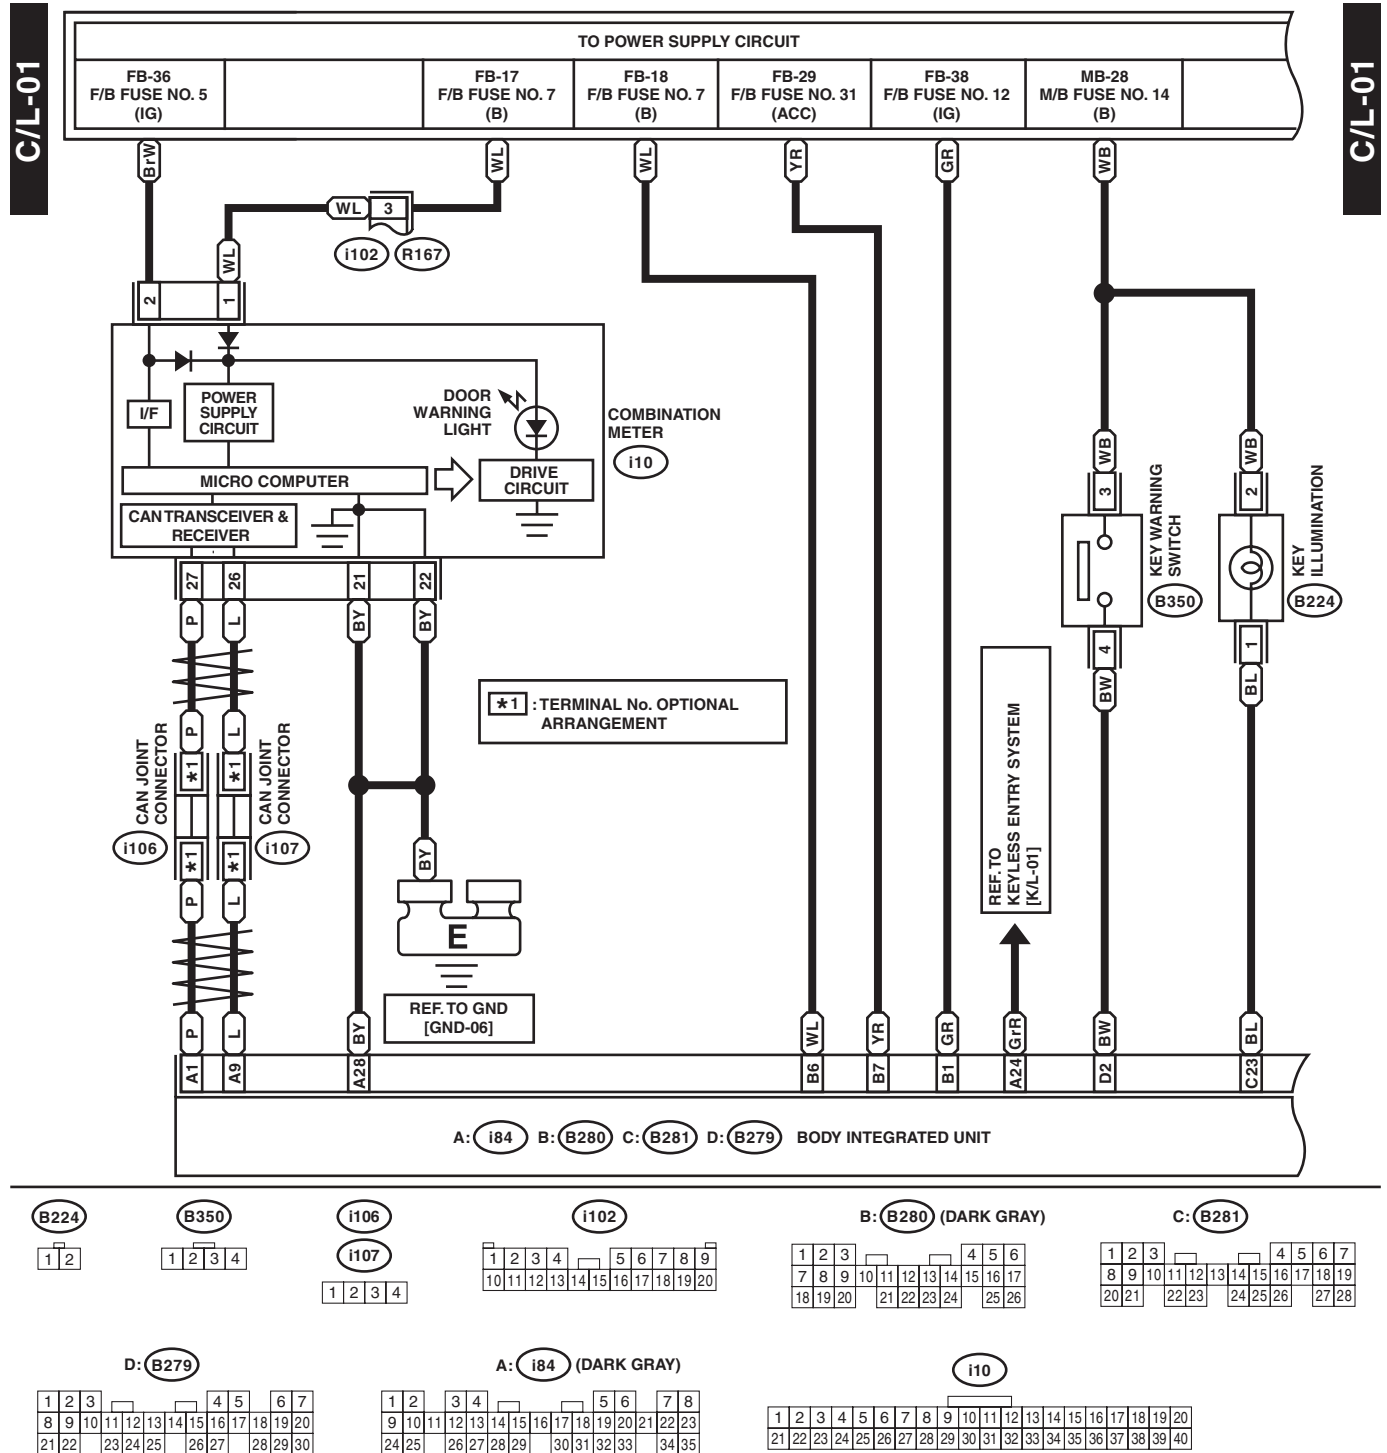 C/L-01
C/L-01
TO POWER SUPPLY CIRCUIT
FB-36
F/B FUSE NO. 5
(IG)
FB-17
F/B FUSE NO. 7
(B)
FB-18
F/B FUSE NO. 7
(B)
FB-29
F/B FUSE NO. 31
(ACC)
FB-38
F/B FUSE NO. 12
(IG)
MB-28
M/B FUSE NO. 14
(B)
BrW
WL
WL
YR
GR
WB
WL 3
i102 R167
WL
2 1
I/F
POWER
SUPPLY
CIRCUIT
DOOR
WARNING
LIGHT
COMBINATION
METER
i10
MICRO COMPUTER
DRIVE
CIRCUIT
CAN TRANSCEIVER &
RECEIVER
27 26 21 22
P L BY BY
WB WB
3 2
KEY WARNING
SWITCH
B350
KEY
ILLUMINATION
B224
4 1
BW BL
*1 : TERMINAL No. OPTIONAL
ARRANGEMENT
P L
CAN JOINT
CONNECTOR
i106
*1 *1
*1 *1
CAN JOINT
CONNECTOR
i107
P L
BY
E
REF. TO GND
[GND-06]
REF. TO
KEYLESS ENTRY SYSTEM
[K/L-01]
P L BY WL YR GR GrR BW BL
A1 A9 A28 B6 B7 B1 A24 D2 C23
A: i84 B: B280 C: B281 D: B279 BODY INTEGRATED UNIT
B224
1 2
B350
1 2 3 4
i106
i107
1 2 3 4
i102
1 2 3 4 5 6 7 8 9
10 11 12 13 14 15 16 17 18 19 20
B: B280 (DARK GRAY)
1 2 3 4 5 6
7 8 9 10 11 12 13 14 15 16 17
18 19 20 21 22 23 24 25 26
C: B281
1 2 3 4 5 6 7
8 9 10 11 12 13 14 15 16 17 18 19
20 21 22 23 24 25 26 27 28
D: B279
1 2 3 4 5 6 7
8 9 10 11 12 13 14 15 16 17 18 19 20
21 22 23 24 25 26 27 28 29 30
A: i84 (DARK GRAY)
1 2 3 4 5 6 7 8
9 10 11 12 13 14 15 16 17 18 19 20 21 22 23
24 25 26 27 28 29 30 31 32 33 34 35
i10
1 2 3 4 5 6 7 8 9 10 11 12 13 14 15 16 17 18 19 20
21 22 23 24 25 26 27 28 29 30 31 32 33 34 35 36 37 38 39 40